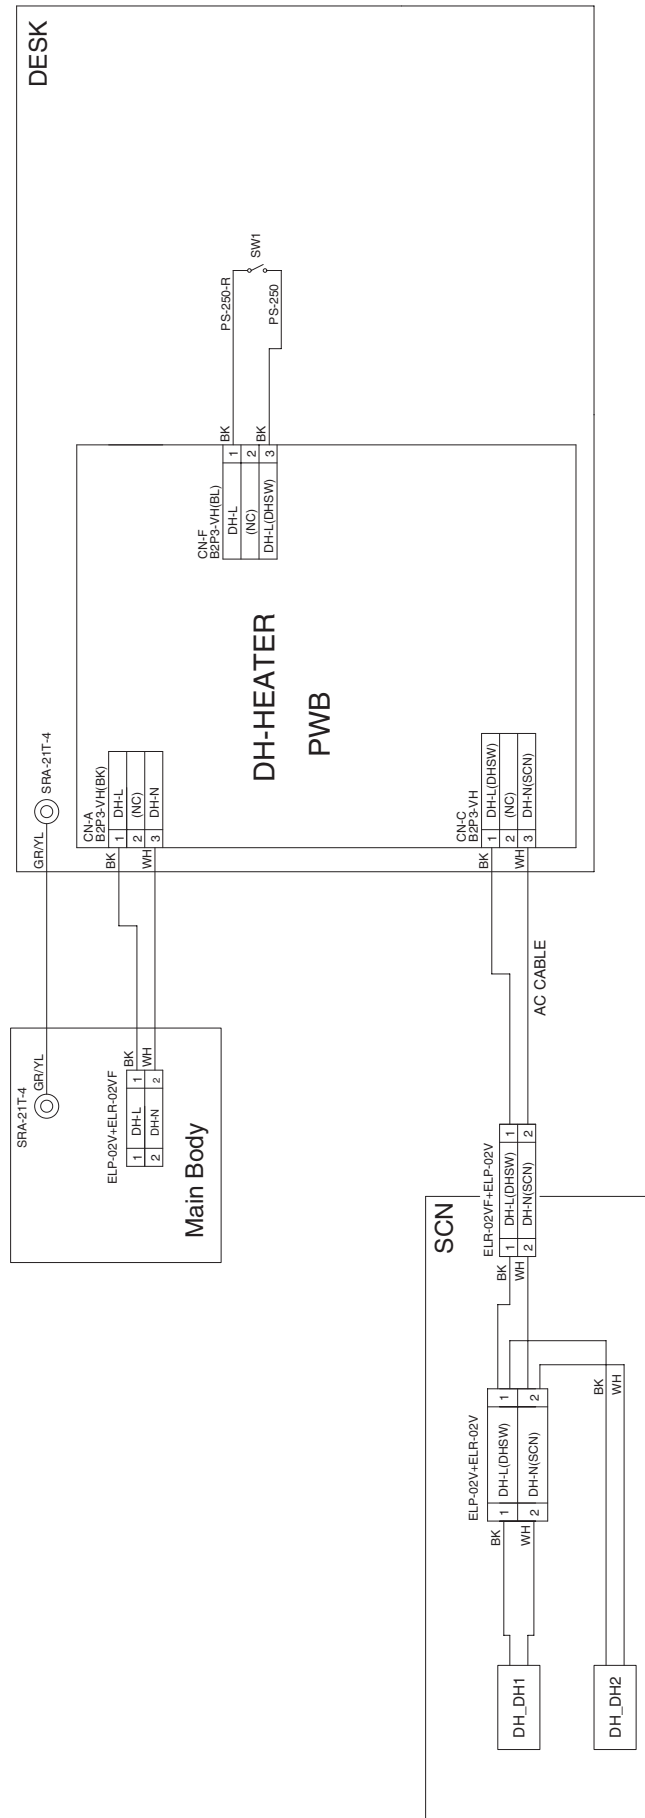 DESK
SRA-21T-4
GR/YL
GR/YL
SRA-21T-4
Main Body
ELP-02V+ELR-02VF
1 DH-L 1
2 DH-N 2
BK
WH
BK
WH
CN-A
B2P3-VH(BK)
1 DH-L
2 (NC)
3 DH-N
DH-HEATER
PWB
CN-F
B2P3-VH(BL)
DH-L 1
(NC) 2
DH-L(DHSW) 3
BK
BK
PS-250-R
PS-250
SW1
CN-C
B2P3-VH
1 DH-L(DHSW)
2 (NC)
3 DH-N(SCN)
BK
WH
AC CABLE
SCN
ELR-02VF+ELP-02V
1 DH-L(DHSW) 1
2 DH-N(SCN) 2
BK
WH
ELP-02V+ELR-02V
1 DH-L(DHSW) 1
2 DH-N(SCN) 2
BK
WH
BK
WH
DH_DH1
DH_DH2